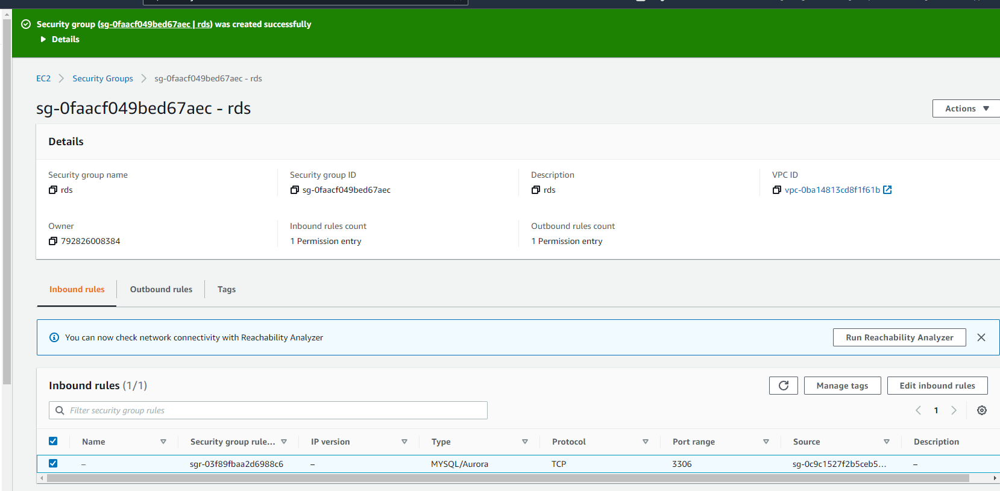 Security group (sg-0faacf049bed67aec | rds) was created successfully
Details
EC2 Security Groups sg-0faacf049bed67aec - rds
sg-0faacf049bed67aec - rds
Actions
Details
Security group name Security group ID Description VPC ID
rds sg-0faacf049bed67aec rds vpc-0ba14813cd8f1f61b
Owner Inbound rules count Outbound rules count
792826008384 1 Permission entry 1 Permission entry
Inbound rules Outbound rules Tags
You can now check network connectivity with Reachability Analyzer Run Reachability Analyzer
Inbound rules (1/1) Manage tags Edit inbound rules
Filter security group rules 1
Name Security group rule... IP version Type Protocol Port range Source Description
– sgr-03f89fbaa2d6988c6 – MYSQL/Aurora TCP 3306 sg-0c9c1527f2b5ceb5... –